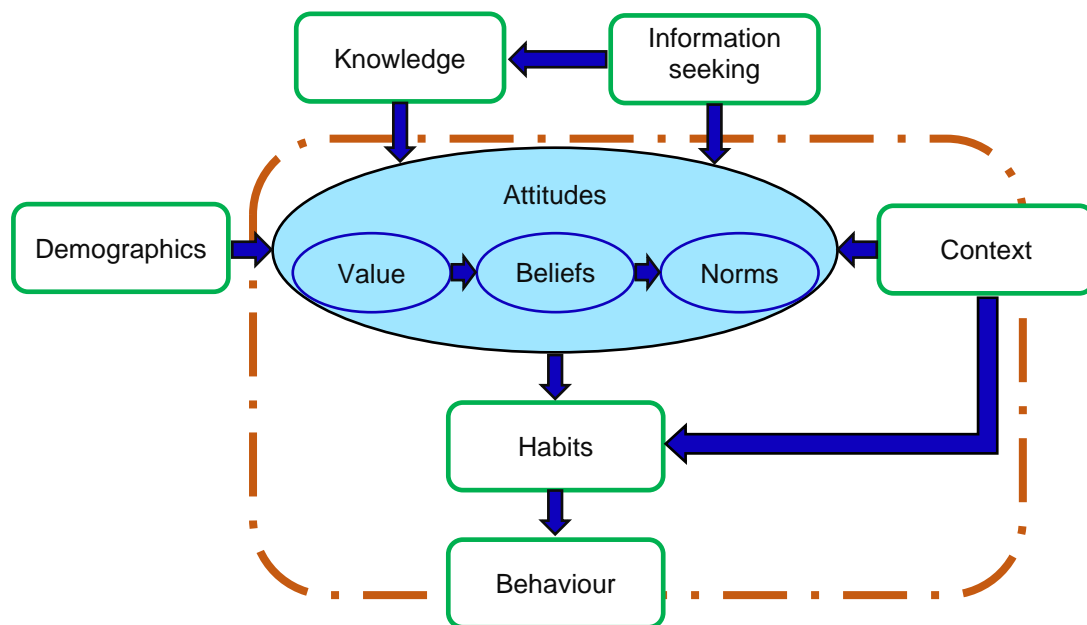 Knowledge
Information
seeking
Attitudes
Demographics
Value
Beliefs
Norms
Context
Habits
Behaviour